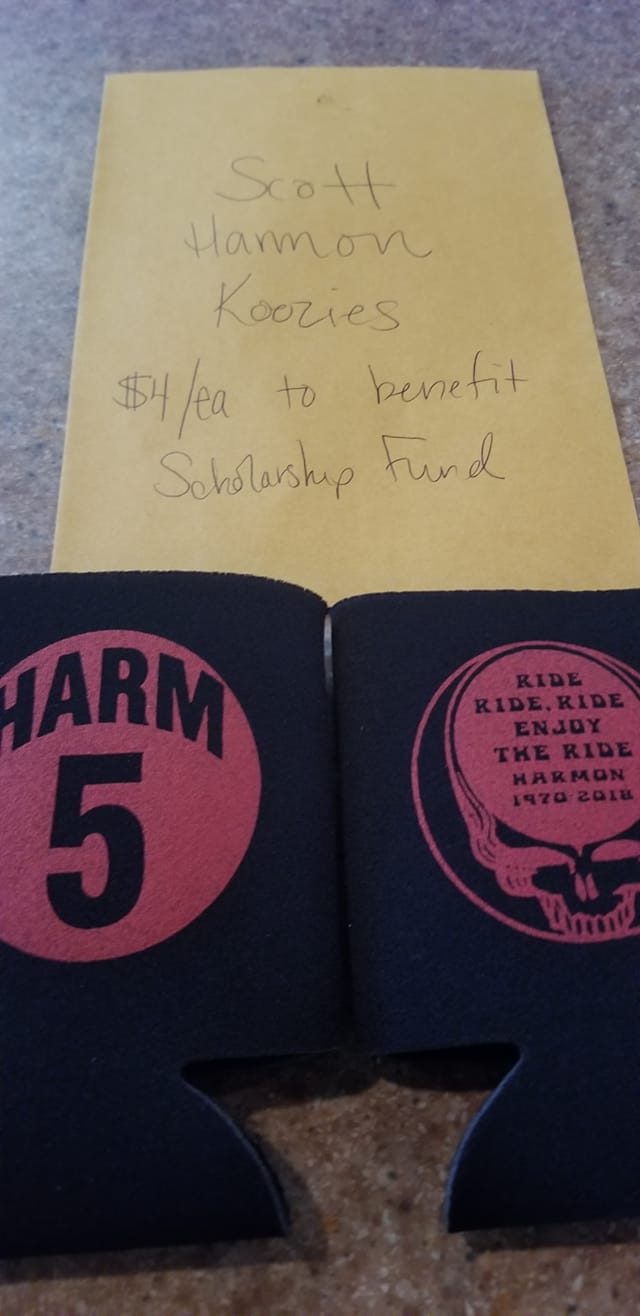 Scott
Harmon
Koozies
$4/ea to benefit
Scholarship Fund
HARM
5
RIDE
RIDE, RIDE
ENJOY
THE RIDE
HARMON
1970-2018